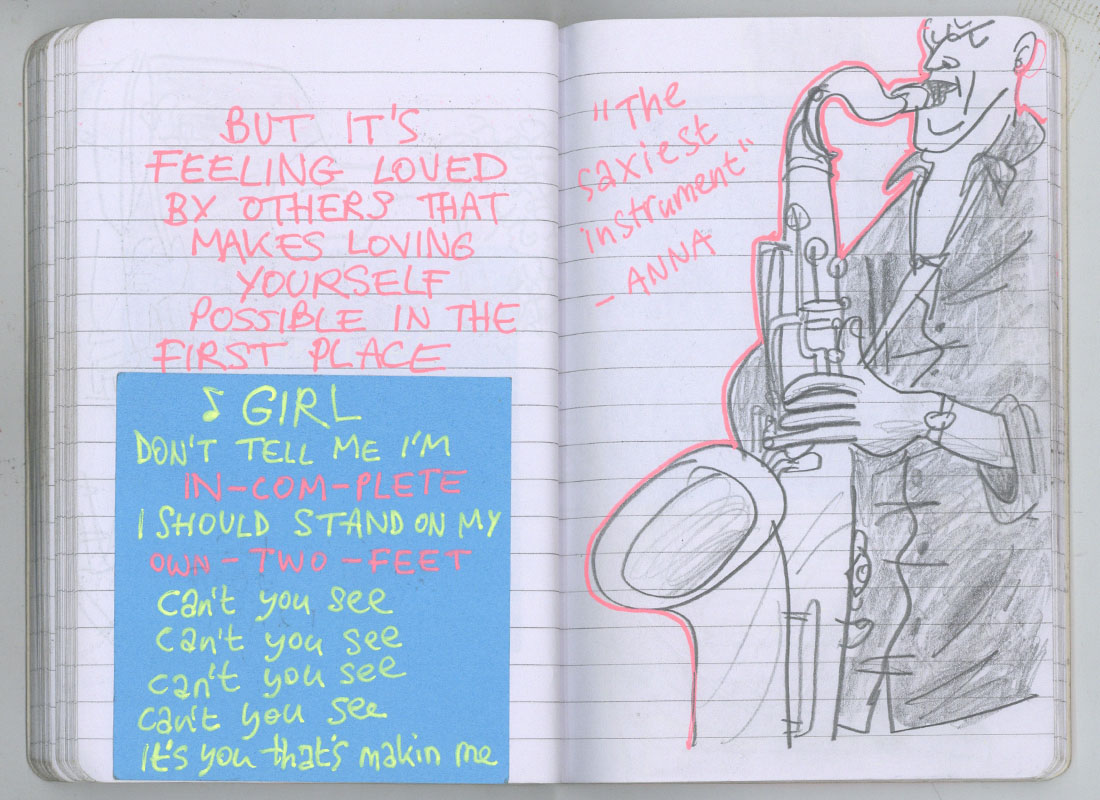 BUT IT'S
FEELING LOVED
BY OTHERS THAT
MAKES LOVING
YOURSELF
POSSIBLE IN THE
FIRST PLACE
♪ GIRL
DON'T TELL ME I'M
IN-COM-PLETE
I SHOULD STAND ON MY
OWN-TWO-FEET
can't you see
can't you see
can't you see
can't you see
it's you that's makin me
"The
saxiest
instrument"
- ANNA